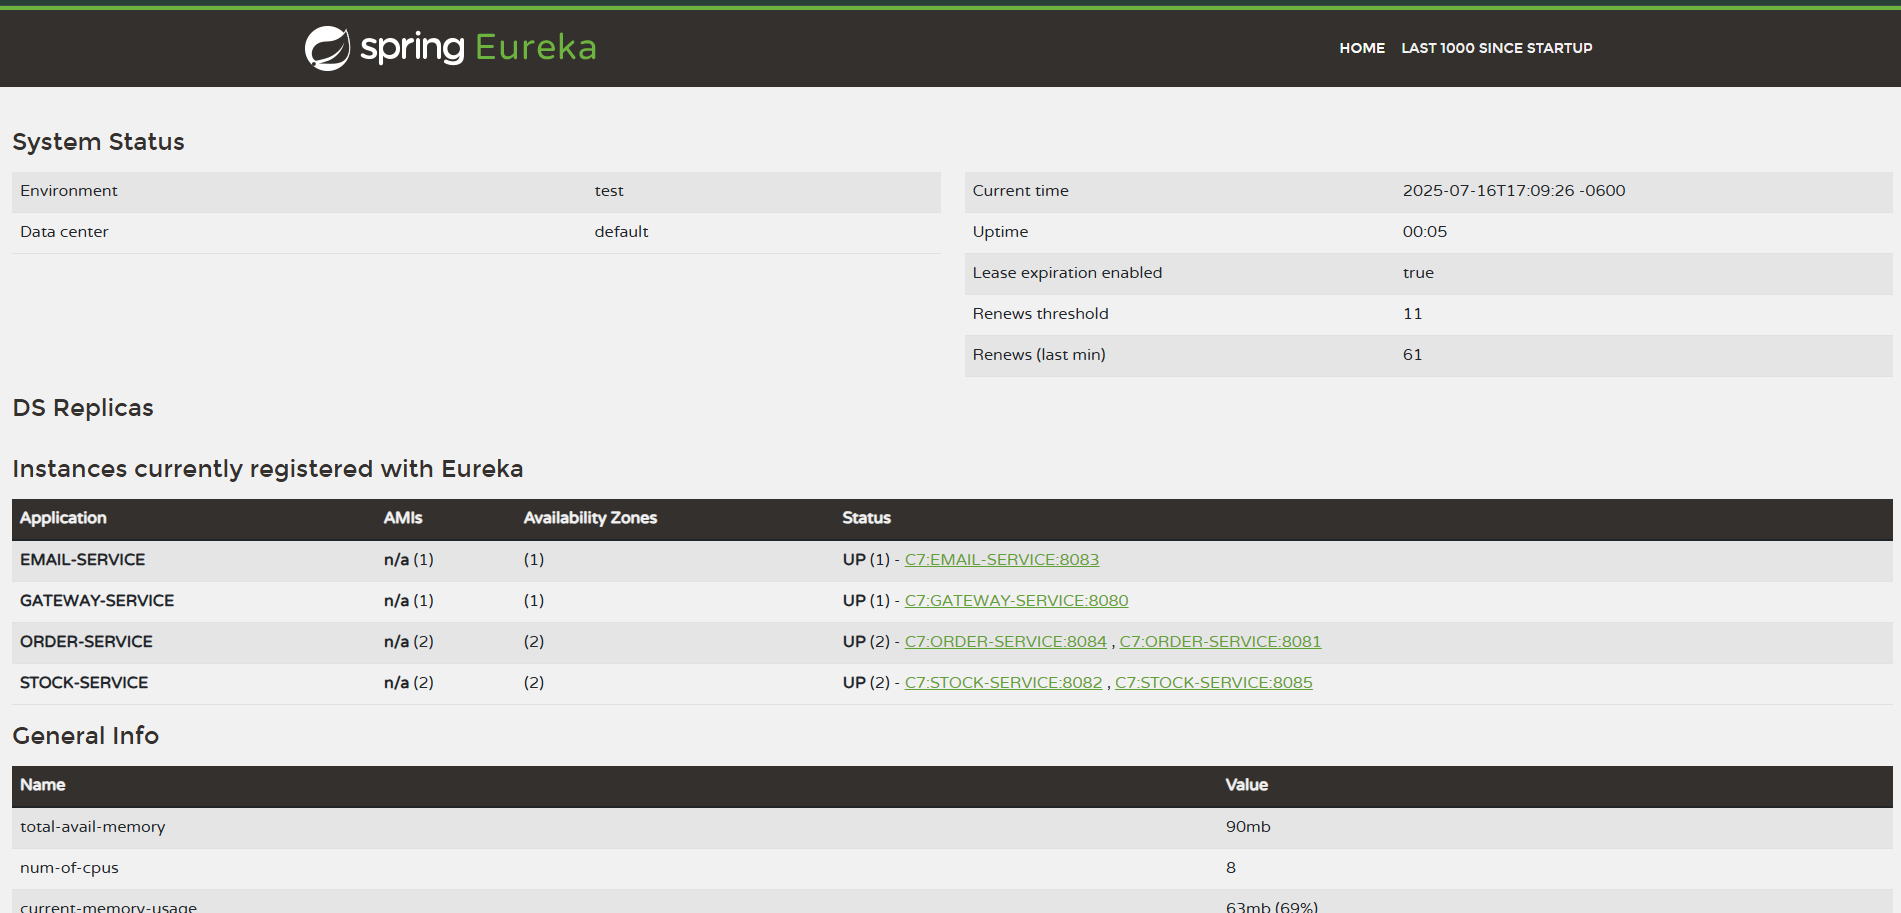 spring Eureka
HOME LAST 1000 SINCE STARTUP
System Status
Environment test
Data center default
Current time 2025-07-16T17:09:26 -0600
Uptime 00:05
Lease expiration enabled true
Renews threshold 11
Renews (last min) 61
DS Replicas
Instances currently registered with Eureka
Application AMIs Availability Zones Status
EMAIL-SERVICE n/a (1) (1) UP (1) - C7:EMAIL-SERVICE:8083
GATEWAY-SERVICE n/a (1) (1) UP (1) - C7:GATEWAY-SERVICE:8080
ORDER-SERVICE n/a (2) (2) UP (2) - C7:ORDER-SERVICE:8084 , C7:ORDER-SERVICE:8081
STOCK-SERVICE n/a (2) (2) UP (2) - C7:STOCK-SERVICE:8082 , C7:STOCK-SERVICE:8085
General Info
Name Value
total-avail-memory 90mb
num-of-cpus 8
current-memory-usage 63mb (69%)